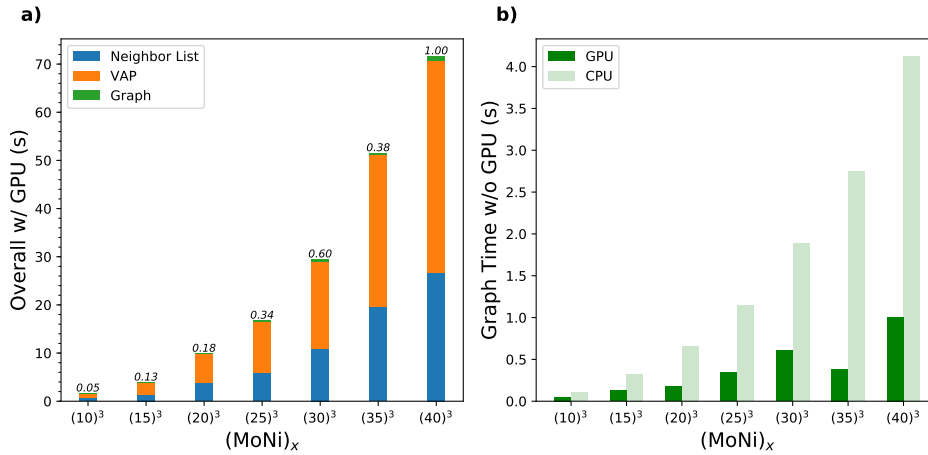 a)
Neighbor List
VAP
Graph
Overall w/ GPU (s)
70
60
50
40
30
20
10
0
0.05
0.13
0.18
0.34
0.60
0.38
1.00
(10)³ (15)³ (20)³ (25)³ (30)³ (35)³ (40)³
(MoNi)ₓ
b)
GPU
CPU
Graph Time w/o GPU (s)
4.0
3.5
3.0
2.5
2.0
1.5
1.0
0.5
0.0
(10)³ (15)³ (20)³ (25)³ (30)³ (35)³ (40)³
(MoNi)ₓ